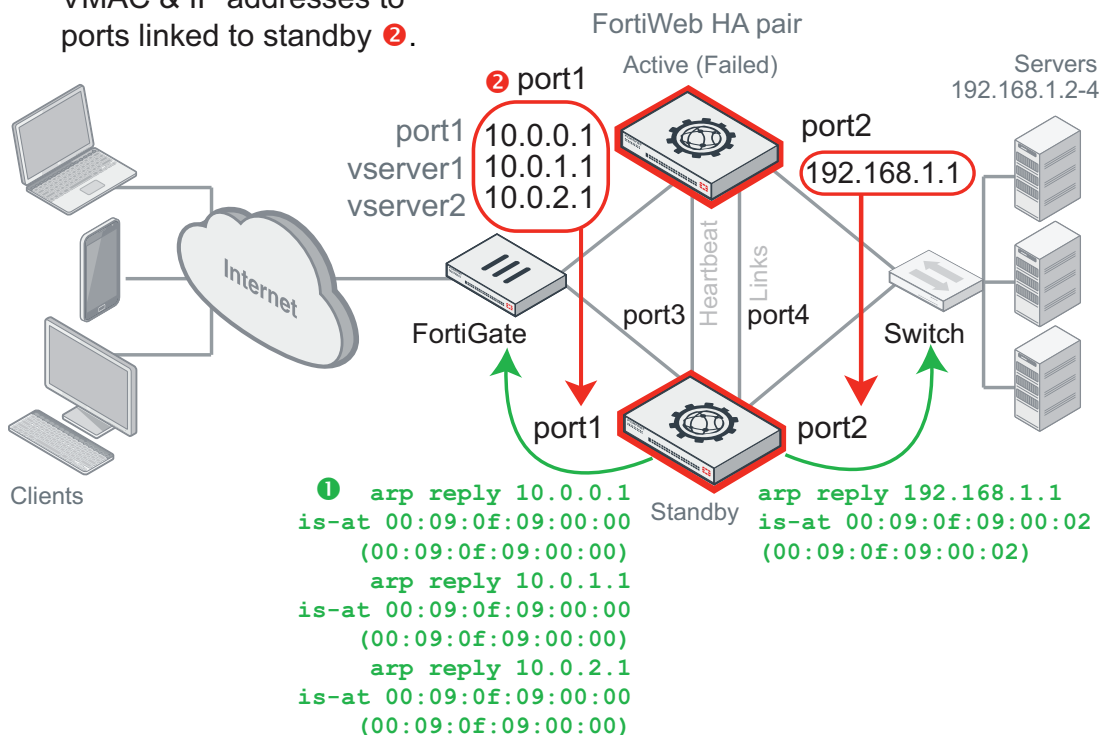 VMAC & IP addresses to
ports linked to standby ❷.
FortiWeb HA pair
Active (Failed)
Servers
192.168.1.2-4
❷ port1
port1 10.0.0.1
vserver1 10.0.1.1
vserver2 10.0.2.1
port2
192.168.1.1
Internet
Heartbeat
Links
FortiGate
port3
port4
Switch
port1
port2
Clients
Standby
❶ arp reply 10.0.0.1
is-at 00:09:0f:09:00:00
(00:09:0f:09:00:00)
arp reply 10.0.1.1
is-at 00:09:0f:09:00:00
(00:09:0f:09:00:00)
arp reply 10.0.2.1
is-at 00:09:0f:09:00:00
(00:09:0f:09:00:00)
arp reply 192.168.1.1
is-at 00:09:0f:09:00:02
(00:09:0f:09:00:02)